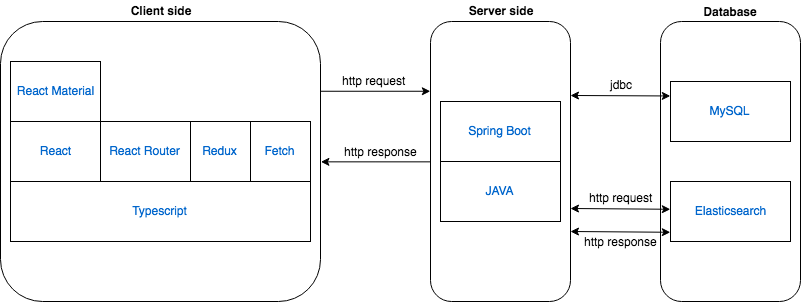 Client side
Server side
Database
React Material
http request
jdbc
Spring Boot
MySQL
React
React Router
Redux
Fetch
http response
JAVA
http request
Typescript
Elasticsearch
http response